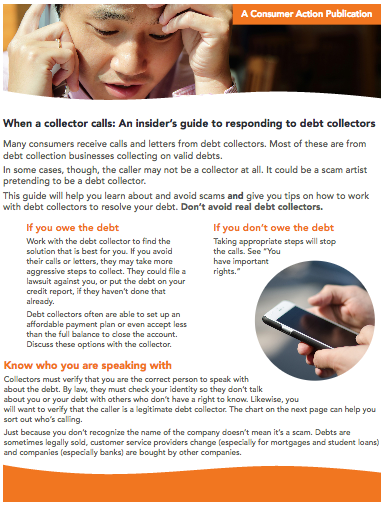 A Consumer Action Publication
When a collector calls: An insider's guide to responding to debt collectors
Many consumers receive calls and letters from debt collectors. Most of these are from
debt collection businesses collecting on valid debts.
In some cases, though, the caller may not be a collector at all. It could be a scam artist
pretending to be a debt collector.
This guide will help you learn about and avoid scams and give you tips on how to work
with debt collectors to resolve your debt. Don't avoid real debt collectors.
If you owe the debt
Work with the debt collector to find the
solution that is best for you. If you avoid
their calls or letters, they may take more
aggressive steps to collect. They could file a
lawsuit against you, or put the debt on your
credit report, if they haven't done that
already.
Debt collectors often are able to set up an
affordable payment plan or even accept less
than the full balance to close the account.
Discuss these options with the collector.
If you don't owe the debt
Taking appropriate steps will stop
the calls. See "You
have important
rights."
Know who you are speaking with
Collectors must verify that you are the correct person to speak with
about the debt. By law, they must check your identity so they don't talk
about you or your debt with others who don't have a right to know. Likewise, you
will want to verify that the caller is a legitimate debt collector. The chart on the next page can help you
sort out who's calling.
Just because you don't recognize the name of the company doesn't mean it's a scam. Debts are
sometimes legally sold, customer service providers change (especially for mortgages and student loans)
and companies (especially banks) are bought by other companies.